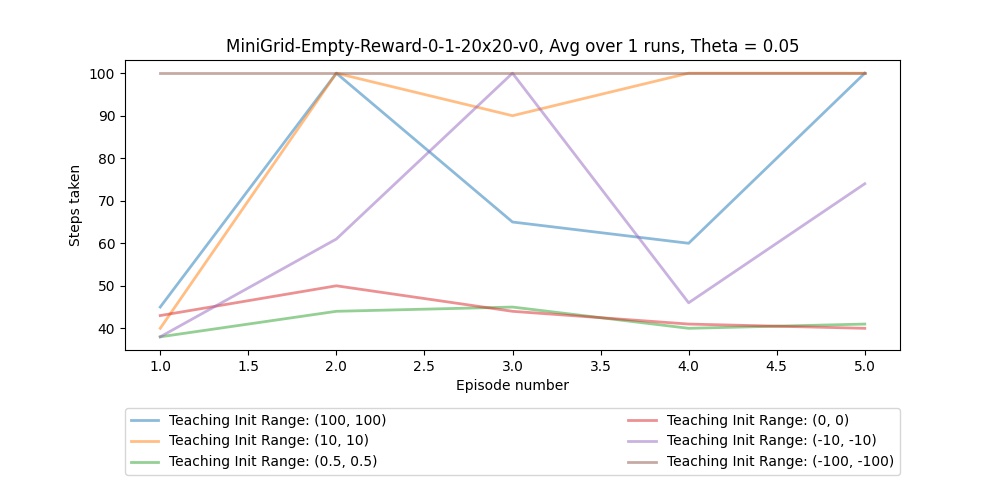 MiniGrid-Empty-Reward-0-1-20x20-v0, Avg over 1 runs, Theta = 0.05
100
90
80
70
60
50
40
Steps taken
1.0 1.5 2.0 2.5 3.0 3.5 4.0 4.5 5.0
Episode number
Teaching Init Range: (100, 100)
Teaching Init Range: (10, 10)
Teaching Init Range: (0.5, 0.5)
Teaching Init Range: (0, 0)
Teaching Init Range: (-10, -10)
Teaching Init Range: (-100, -100)